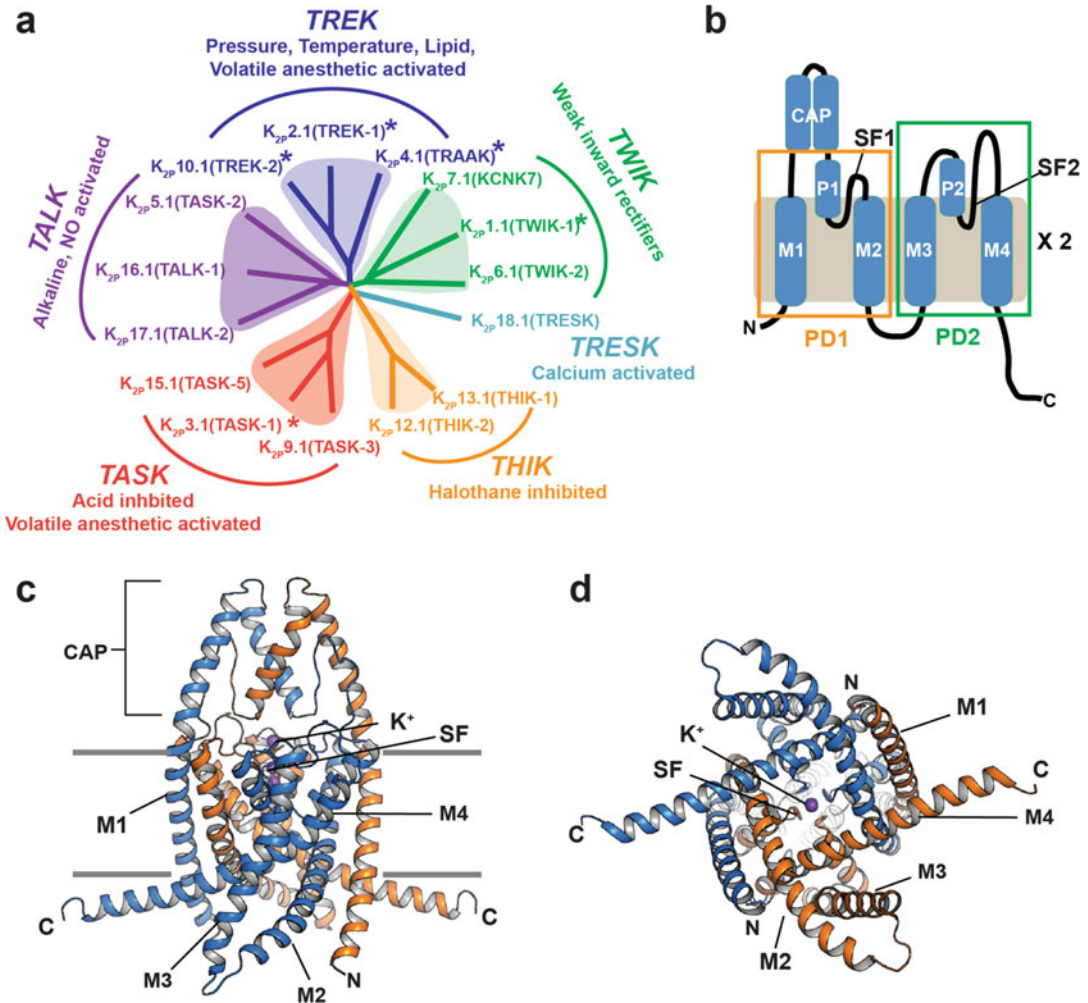 a
TREK
Pressure, Temperature, Lipid,
Volatile anesthetic activated
K2P2.1(TREK-1)*
K2P10.1(TREK-2)*
K2P4.1(TRAAK)*
TWIK
Weak inward rectifiers
K2P7.1(KCNK7)
K2P1.1(TWIK-1)*
K2P6.1(TWIK-2)
TALK
Alkaline, NO activated
K2P5.1(TASK-2)
K2P16.1(TALK-1)
K2P17.1(TALK-2)
K2P18.1(TRESK)
TRESK
Calcium activated
K2P15.1(TASK-5)
K2P3.1(TASK-1)*
K2P9.1(TASK-3)
TASK
Acid inhbited
Volatile anesthetic activated
K2P13.1(THIK-1)
K2P12.1(THIK-2)
THIK
Halothane inhibited
b
CAP
SF1
SF2
P1
P2
M1
M2
M3
M4
X 2
N
PD1
PD2
C
c
CAP
K+
SF
M1
M4
C
C
M3
M2
N
d
N
M1
K+
SF
C
C
M4
M3
N
M2